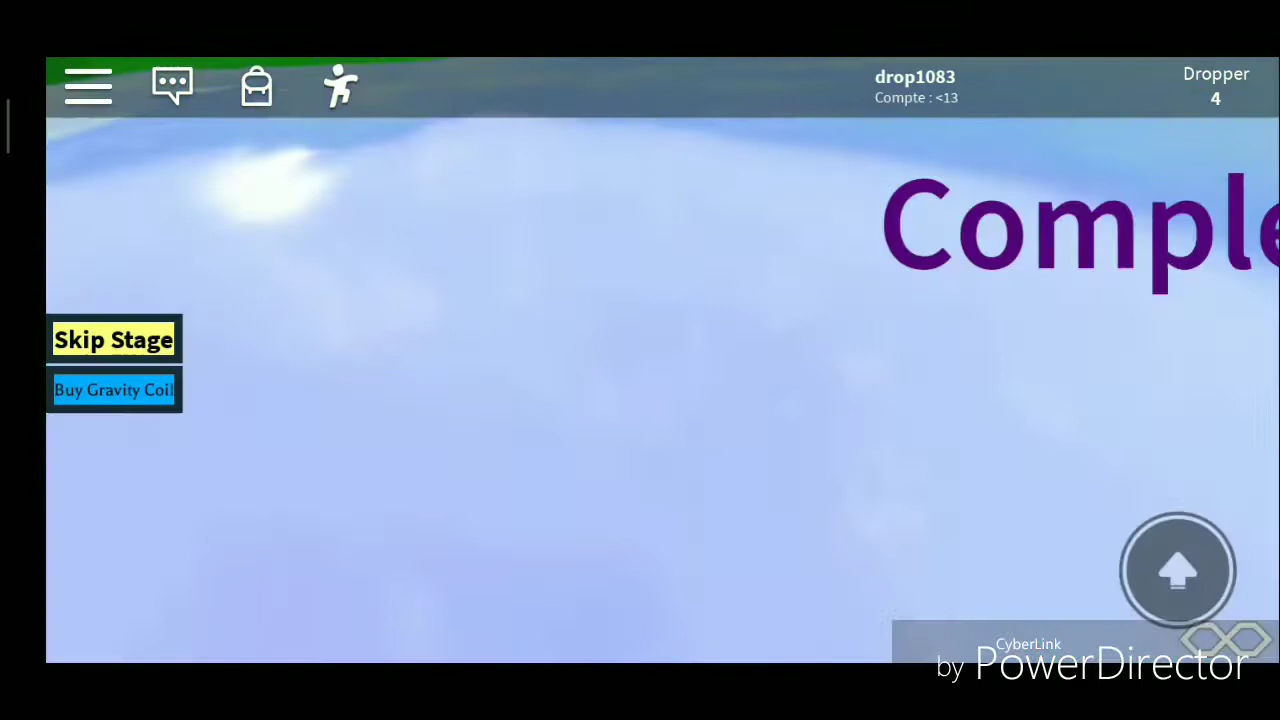 drop1083
Compte : <13
Dropper
4
Comple
Skip Stage
Buy Gravity Coil
CyberLink
by PowerDirector